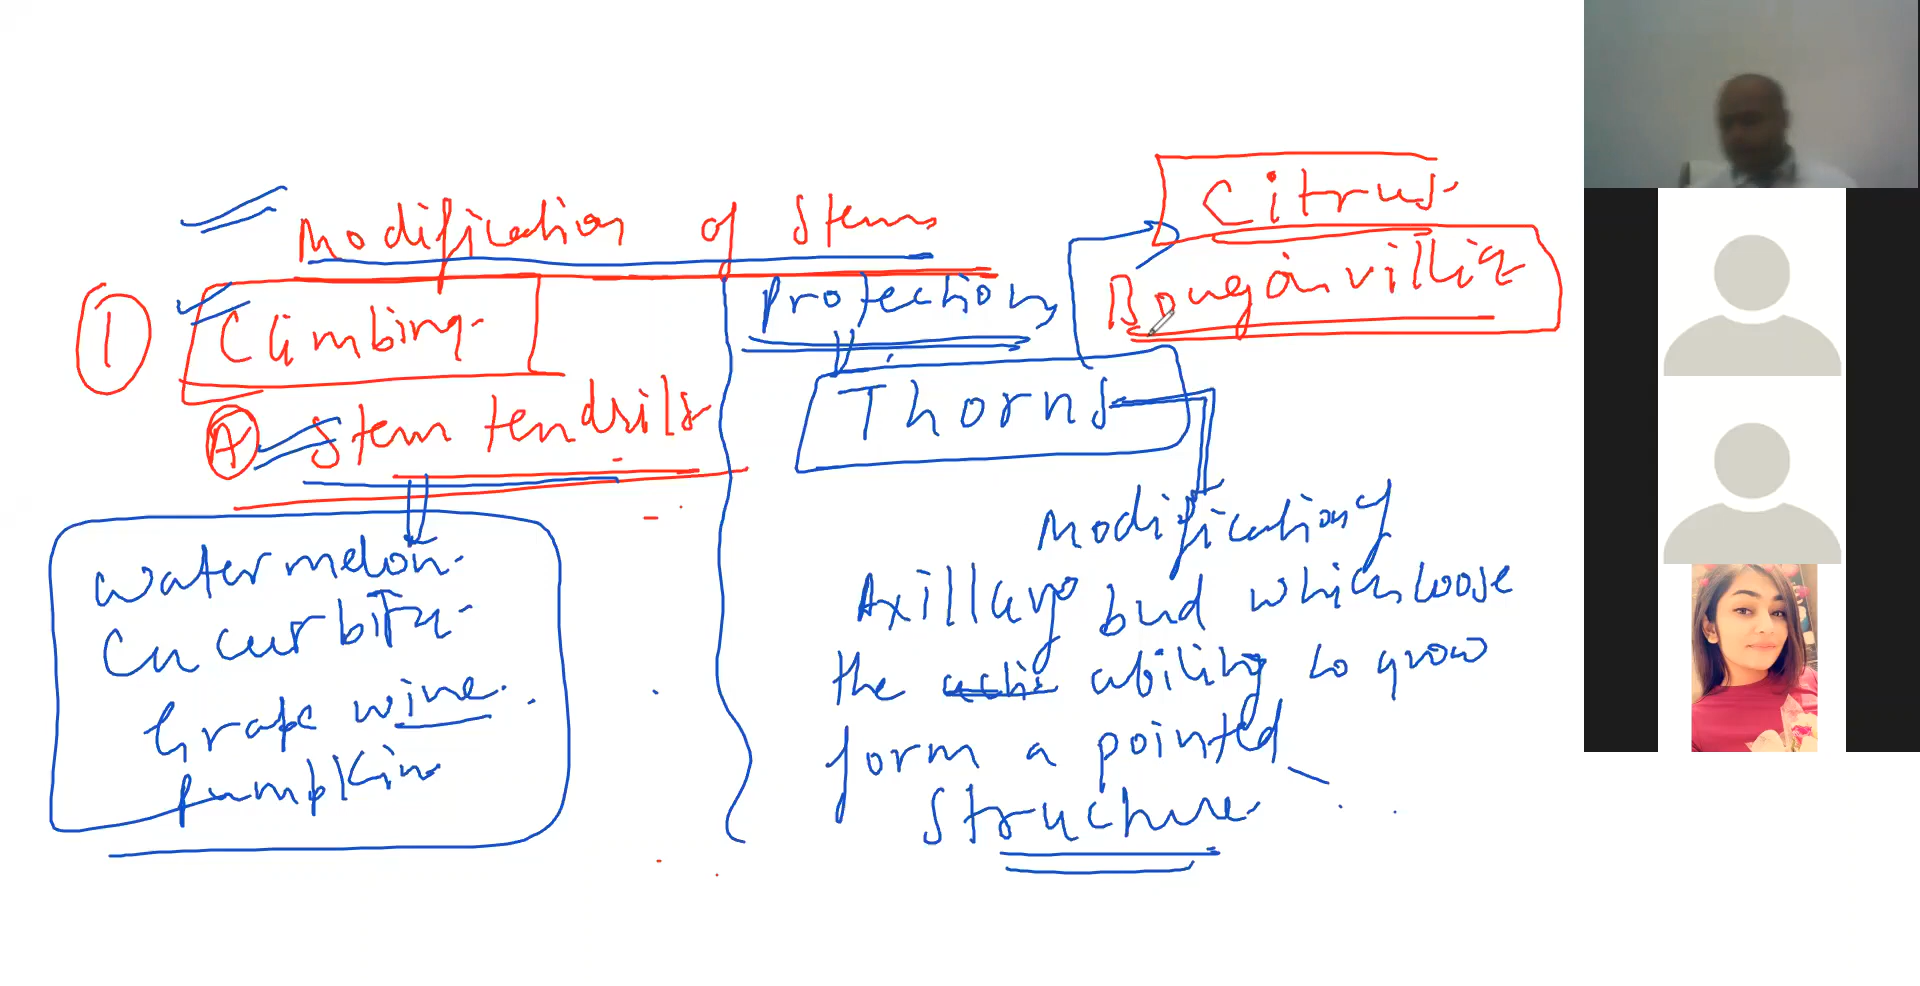 Modification of Stems
① Climbing
Ⓐ Stem tendrils
watermelon
Cucurbita
Grape wine
Pumpkin
Protection
Thorns
Citrus
Bougainvillia
Modification of
Axillary bud which loose
the ability to grow
form a pointed
Structure